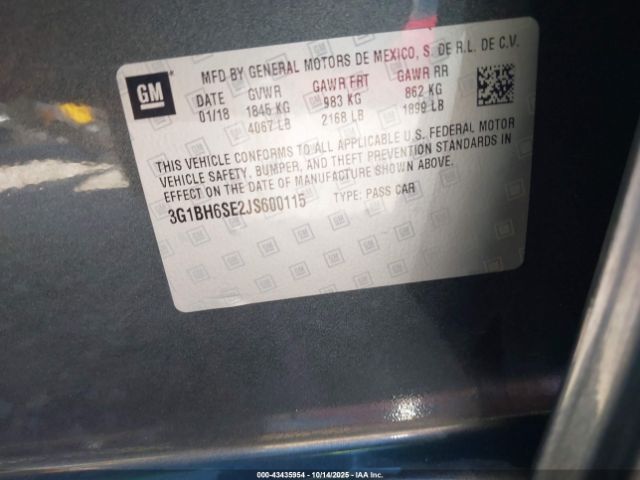 GM
MFD BY GENERAL MOTORS DE MEXICO, S. DE R.L. DE C.V.
DATE GVWR GAWR FRT GAWR RR
01/18 1845 KG 983 KG 862 KG
4067 LB 2168 LB 1899 LB
THIS VEHICLE CONFORMS TO ALL APPLICABLE U.S. FEDERAL MOTOR
VEHICLE SAFETY, BUMPER, AND THEFT PREVENTION STANDARDS IN
EFFECT ON THE DATE OF MANUFACTURE SHOWN ABOVE.
3G1BH6SE2JS600115 TYPE: PASS CAR
000-43435954 | 10/14/2025 - IAAI, Inc.